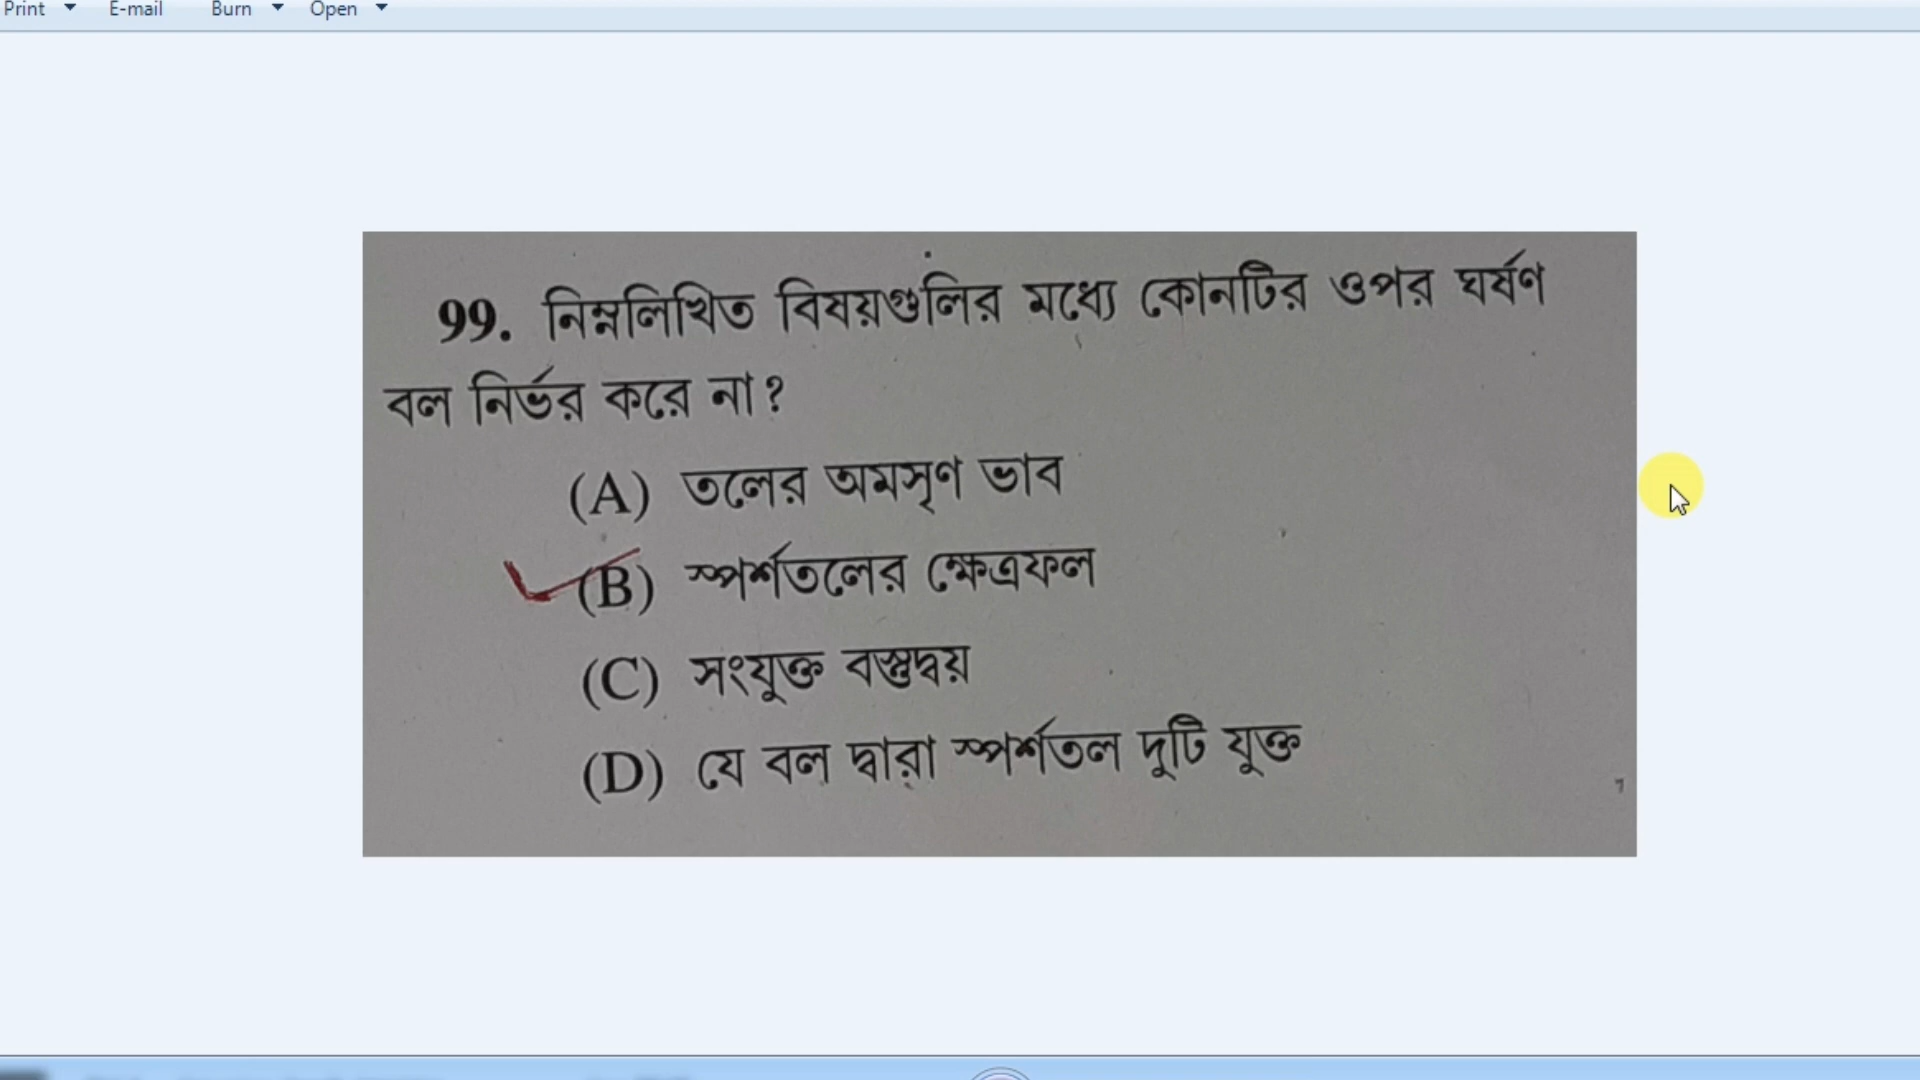 Print E-mail Burn Open
99. নিম্নলিখিত বিষয়গুলির মধ্যে কোনটির ওপর ঘর্ষণ
বল নির্ভর করে না?
(A) তলের অমসৃণ ভাব
(B) স্পর্শতলের ক্ষেত্রফল
(C) সংযুক্ত বস্তুদ্বয়
(D) যে বল দ্বারা স্পর্শতল দুটি যুক্ত